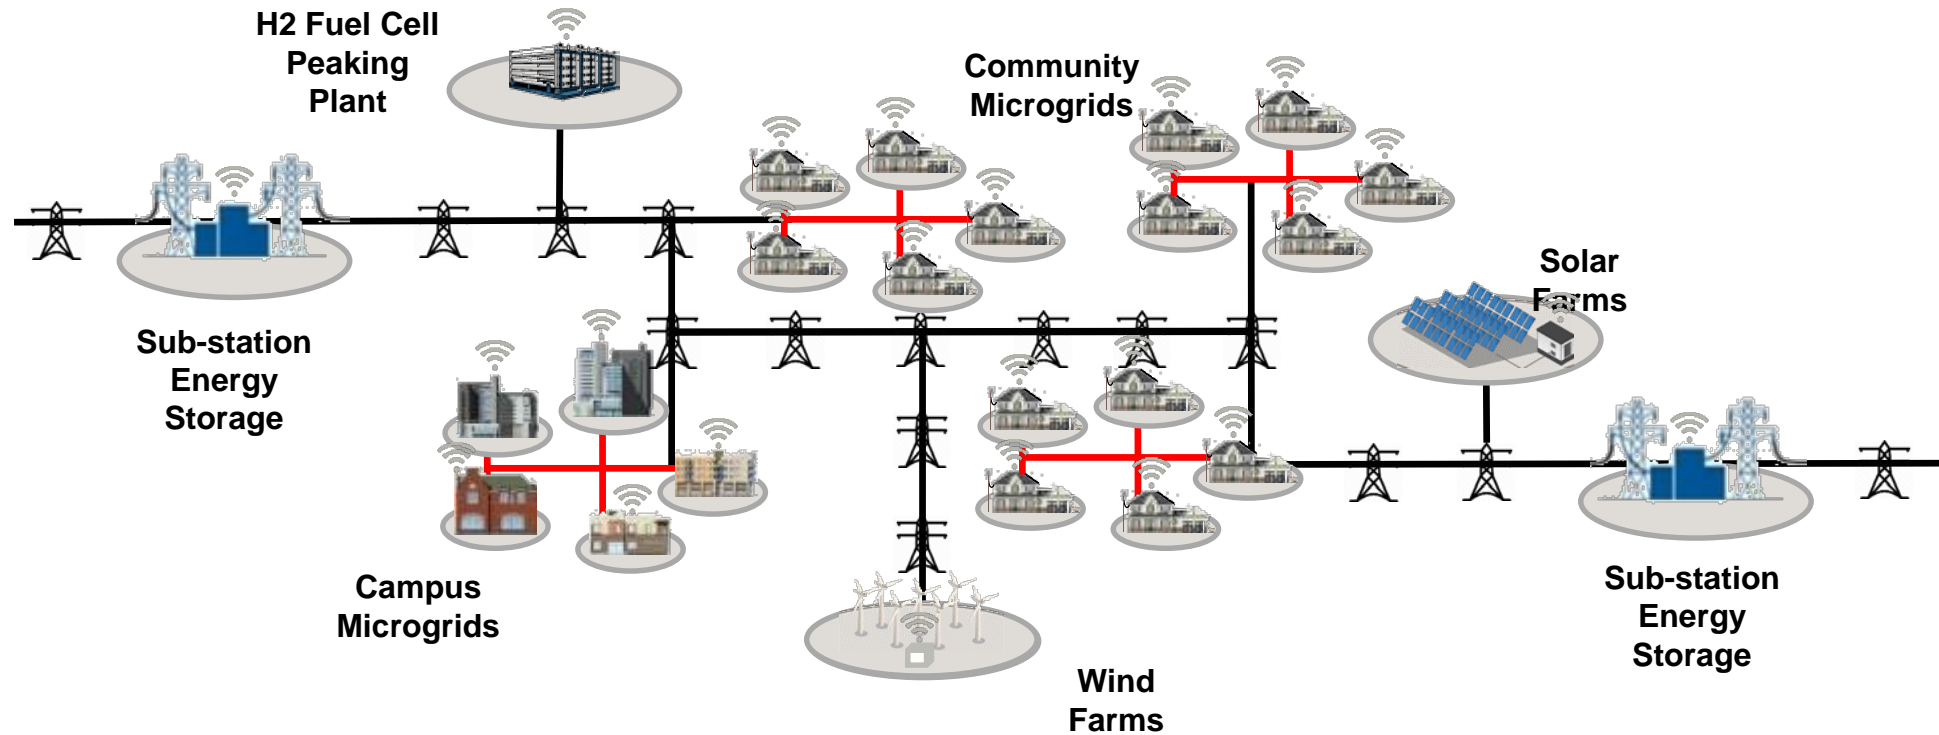 H2 Fuel Cell
Peaking
Plant
Community
Microgrids
Solar
Farms
Sub-station
Energy
Storage
Campus
Microgrids
Sub-station
Energy
Storage
Wind
Farms